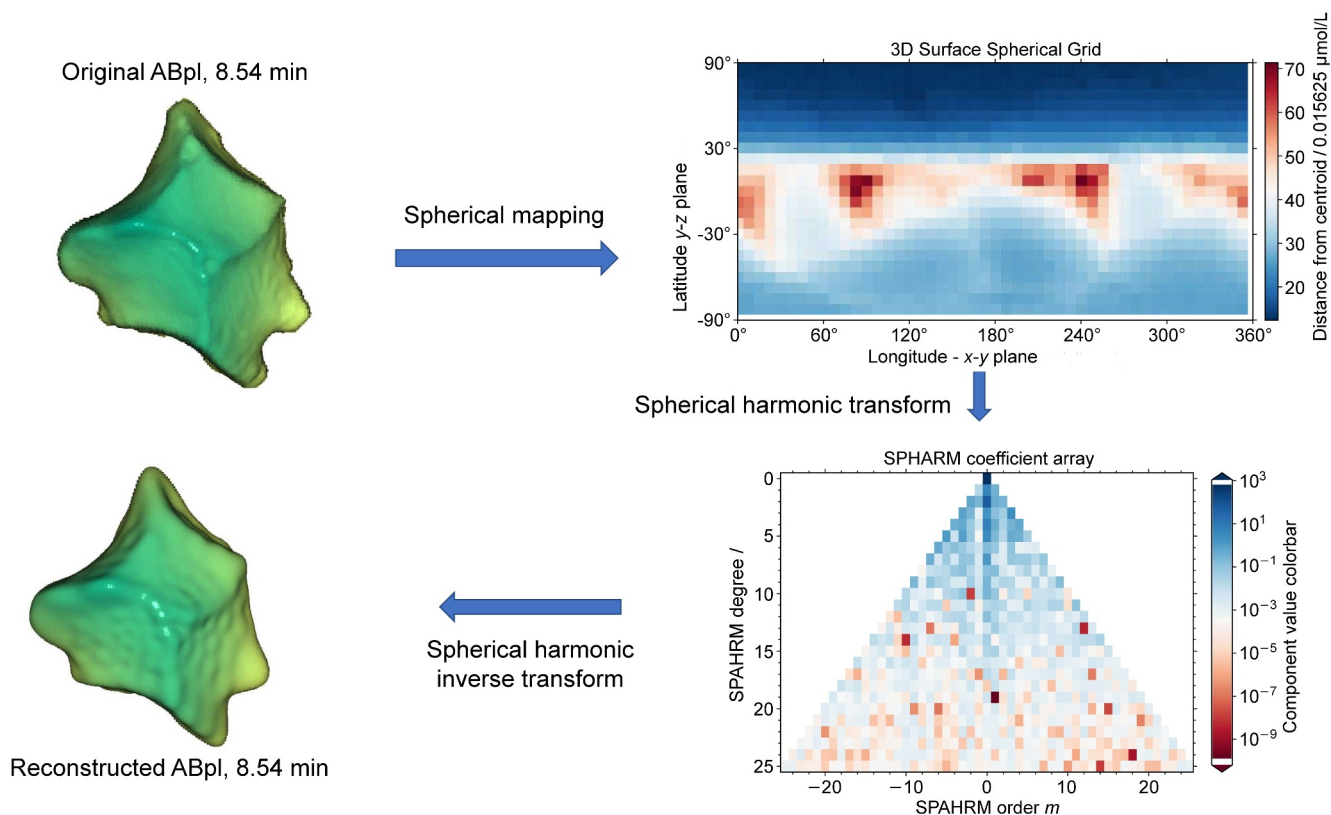 Original ABpl, 8.54 min
Spherical mapping
3D Surface Spherical Grid
90°
30°
-30°
-90°
Latitude y-z plane
0°
60°
120°
180°
240°
300°
360°
Longitude - x-y plane
70
60
50
40
30
20
Distance from centroid / 0.015625 μmol/L
Spherical harmonic transform
SPHARM coefficient array
0
5
10
15
20
25
SPAHRM degree l
−20
−10
0
10
20
SPAHRM order m
10³
10¹
10⁻¹
10⁻³
10⁻⁵
10⁻⁷
10⁻⁹
Component value colorbar
Spherical harmonic
inverse transform
Reconstructed ABpl, 8.54 min